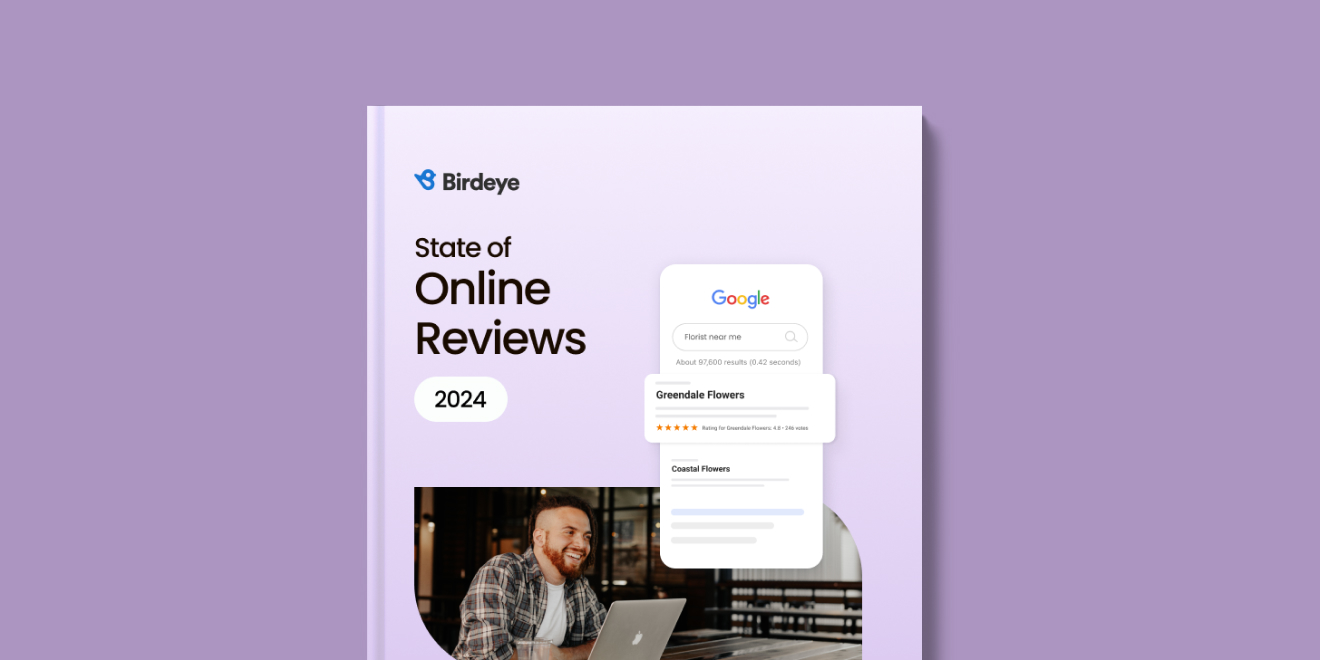 Birdeye
State of
Online
Reviews
2024
Google
Florist near me
About 97,600 results (0.42 seconds)
Greendale Flowers
Rating for Greendale Flowers: 4.8 • 246 votes
Coastal Flowers